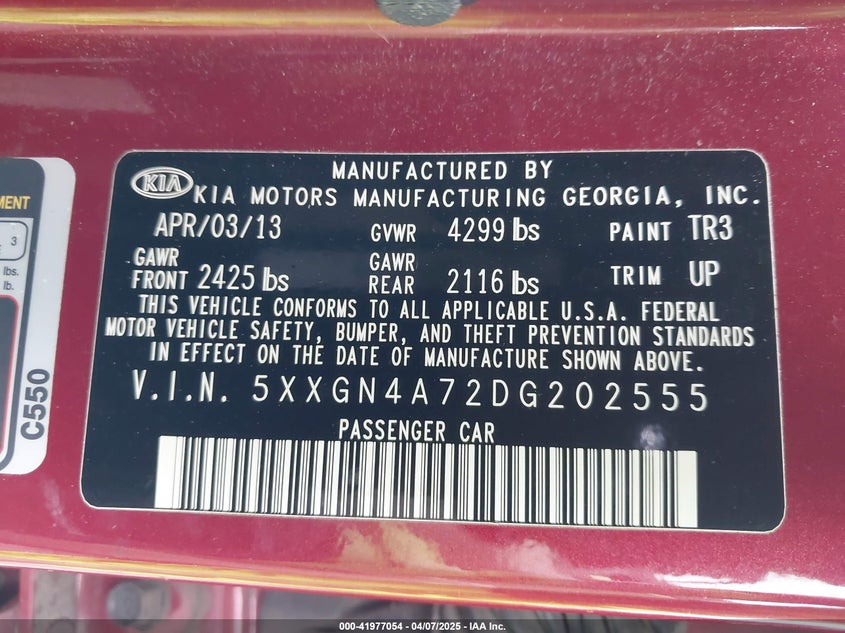 MANUFACTURED BY
KIA KIA MOTORS MANUFACTURING GEORGIA, INC.
APR/03/13 GVWR 4299 lbs PAINT TR3
GAWR FRONT 2425 lbs GAWR REAR 2116 lbs TRIM UP
THIS VEHICLE CONFORMS TO ALL APPLICABLE U.S.A. FEDERAL
MOTOR VEHICLE SAFETY, BUMPER, AND THEFT PREVENTION STANDARDS
IN EFFECT ON THE DATE OF MANUFACTURE SHOWN ABOVE.
V.I.N. 5XXGN4A72DG202555
PASSENGER CAR
3
lbs.
lb.
C550
000-41977054 - 04/07/2025 - IAA Inc.